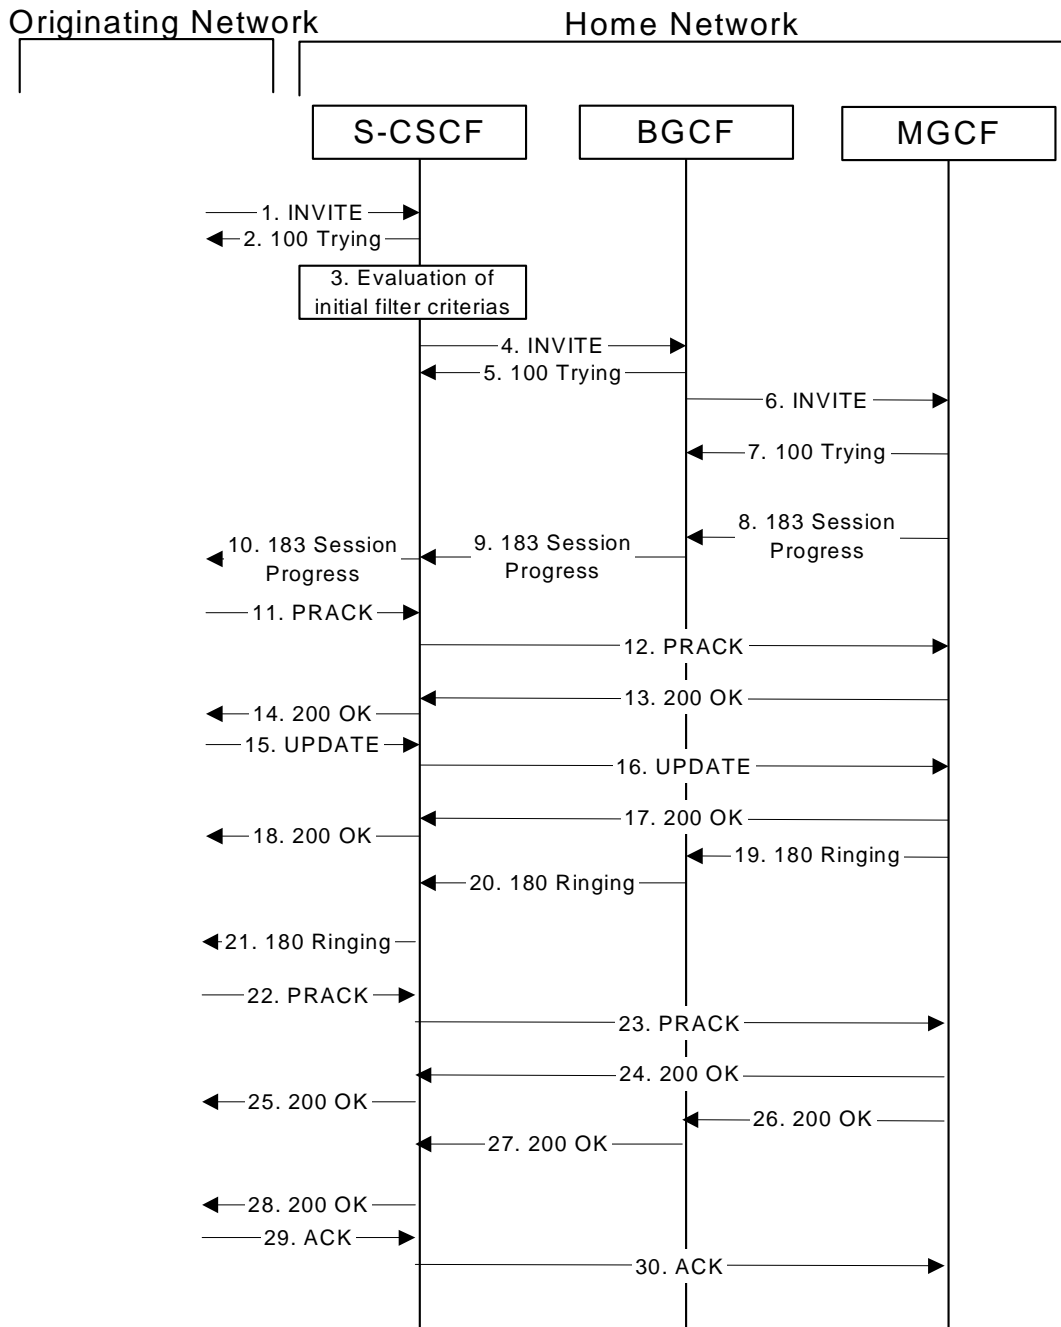 Originating Network
Home Network
S-CSCF
BGCF
MGCF
1. INVITE
2. 100 Trying
3. Evaluation of
initial filter criterias
4. INVITE
5. 100 Trying
6. INVITE
7. 100 Trying
8. 183 Session
Progress
9. 183 Session
Progress
10. 183 Session
Progress
11. PRACK
12. PRACK
13. 200 OK
14. 200 OK
15. UPDATE
16. UPDATE
17. 200 OK
18. 200 OK
19. 180 Ringing
20. 180 Ringing
21. 180 Ringing
22. PRACK
23. PRACK
24. 200 OK
25. 200 OK
26. 200 OK
27. 200 OK
28. 200 OK
29. ACK
30. ACK